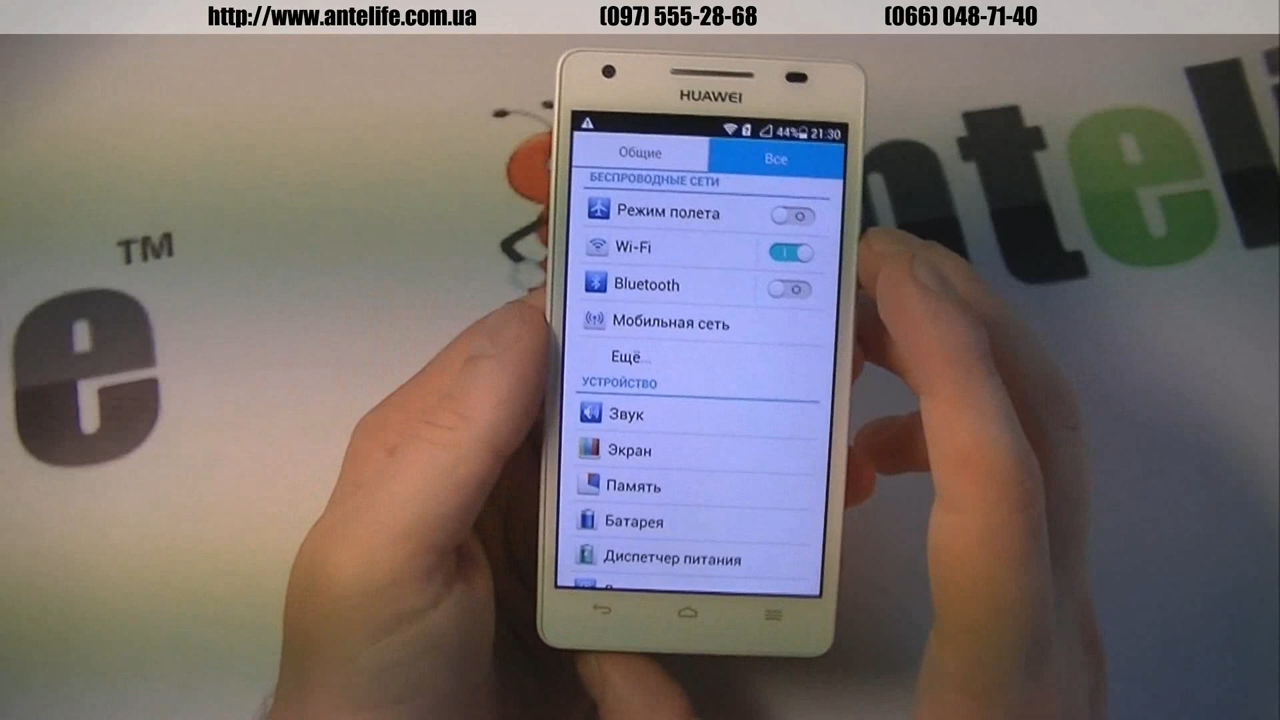 http://www.antelife.com.ua (097) 555-28-68 (066) 048-71-40
HUAWEI
44% 21:30
Общие Все
БЕСПРОВОДНЫЕ СЕТИ
Режим полета
Wi-Fi
Bluetooth
Мобильная сеть
Ещё...
УСТРОЙСТВО
Звук
Экран
Память
Батарея
Диспетчер питания
e TM
nteli